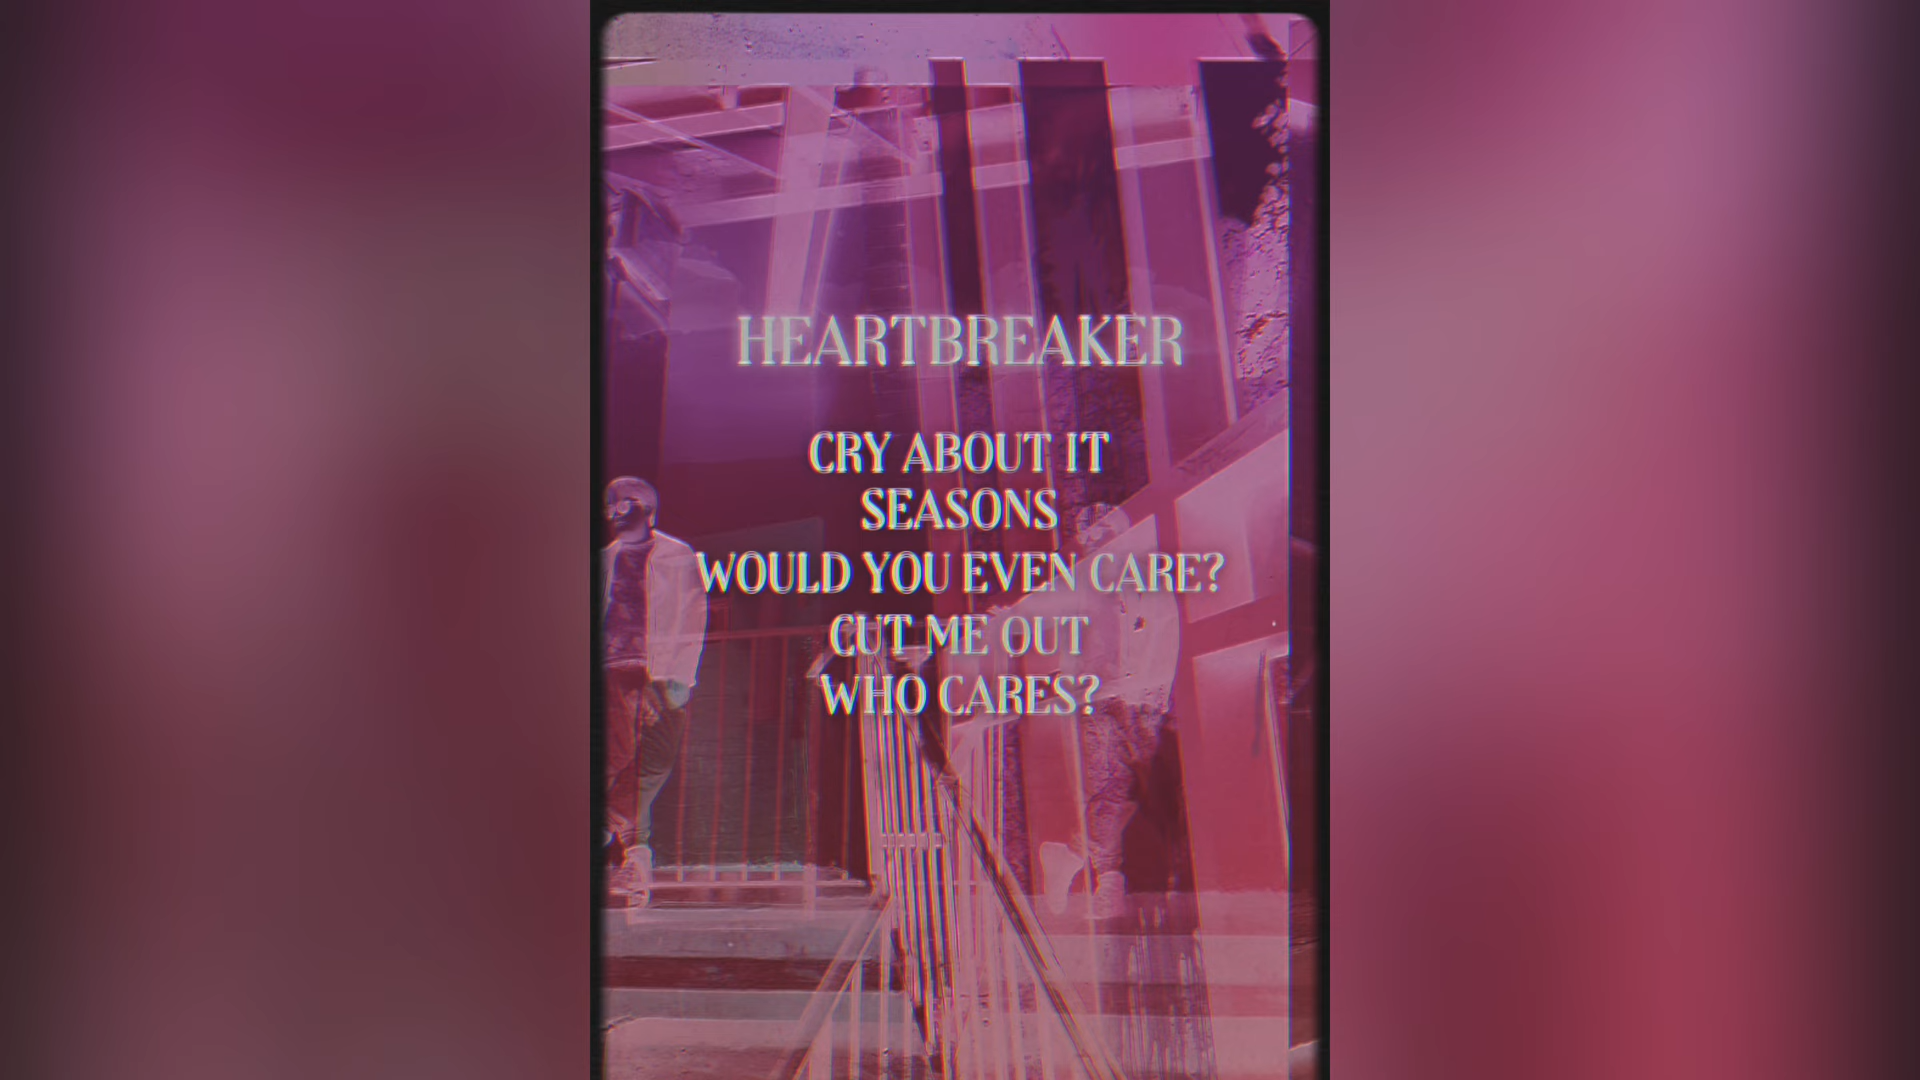 HEARTBREAKER
CRY ABOUT IT
SEASONS
WOULD YOU EVEN CARE?
CUT ME OUT
WHO CARES?